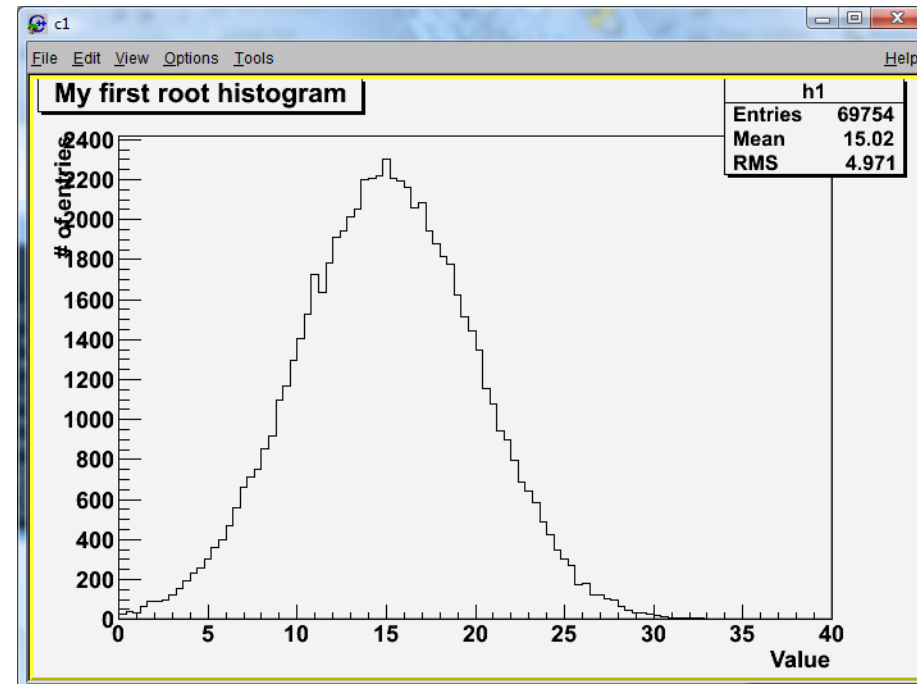 c1
File Edit View Options Tools Help
My first root histogram
h1
Entries 69754
Mean 15.02
RMS 4.971
# of entries
2400
2200
2000
1800
1600
1400
1200
1000
800
600
400
200
0
0 5 10 15 20 25 30 35 40
Value